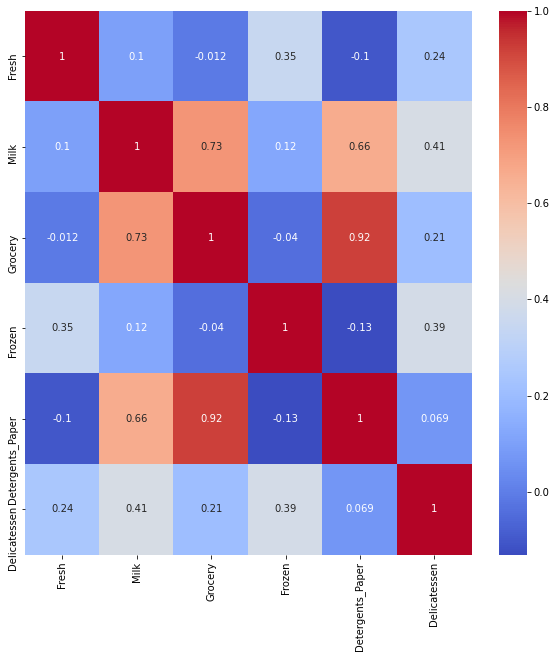 Fresh 1 0.1 -0.012 0.35 -0.1 0.24
Milk 0.1 1 0.73 0.12 0.66 0.41
Grocery -0.012 0.73 1 -0.04 0.92 0.21
Frozen 0.35 0.12 -0.04 1 -0.13 0.39
Detergents_Paper -0.1 0.66 0.92 -0.13 1 0.069
Delicatessen 0.24 0.41 0.21 0.39 0.069 1
Fresh Milk Grocery Frozen Detergents_Paper Delicatessen
1.0
0.8
0.6
0.4
0.2
0.0